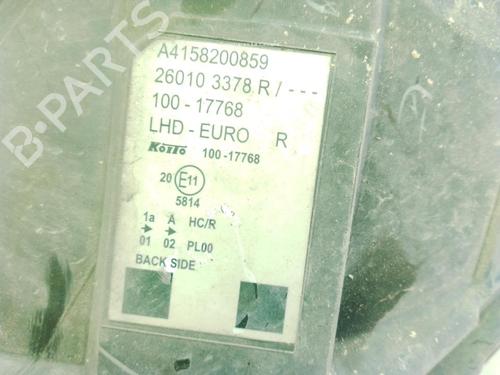 A4158200859
26010 3378 R / ---
100 - 17768
LHD - EURO R
Koito 100-17768
20 E11
5814
1a A HC/R
01 02 PL00
BACK SIDE
B-PARTS